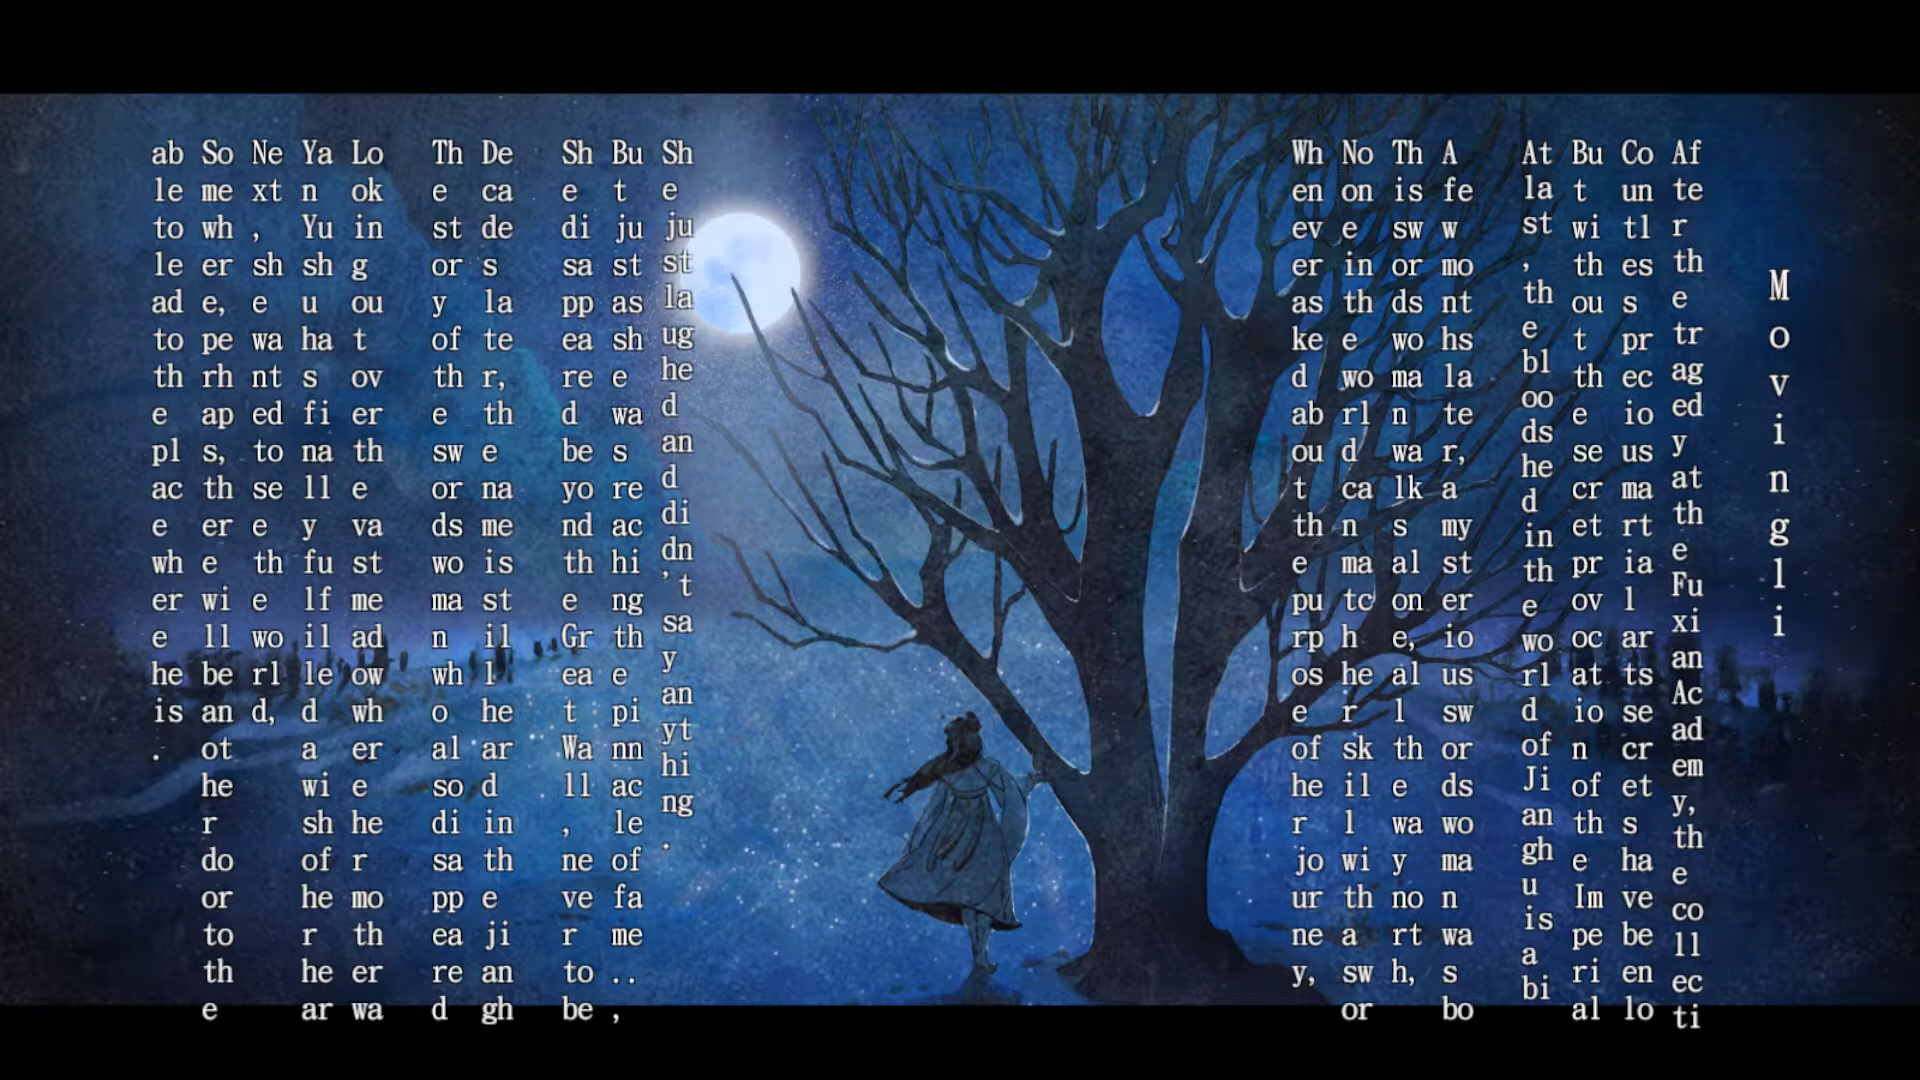 Movingli
After the tragedy at the Fuxian Academy, the collecti
Countless precious martial arts secrets have been lo
But without the secret provocation of the Imperial
At last, the bloodshed in the world of Jianghu is a bi
A few months later, a mysterious swordswoman was bo
This swordswoman walks alone, all the way north,
No one in the world can match her skill with a swor
Whenever asked about the purpose of her journey,
She just laughed and didn't say anything.
But just as she was reaching the pinnacle of fame..,
She disappeared beyond the Great Wall, never to be
Decades later, the name is still heard in the jiangh
The story of the swordswoman who also disappeared
Looking out over the vast meadow where her mother wa
Yan Yushu has finally fulfilled a wish of her hear
Next, she wanted to see the world,
Somewhere, perhaps, there will be another door to the
able to lead to the place where he is.